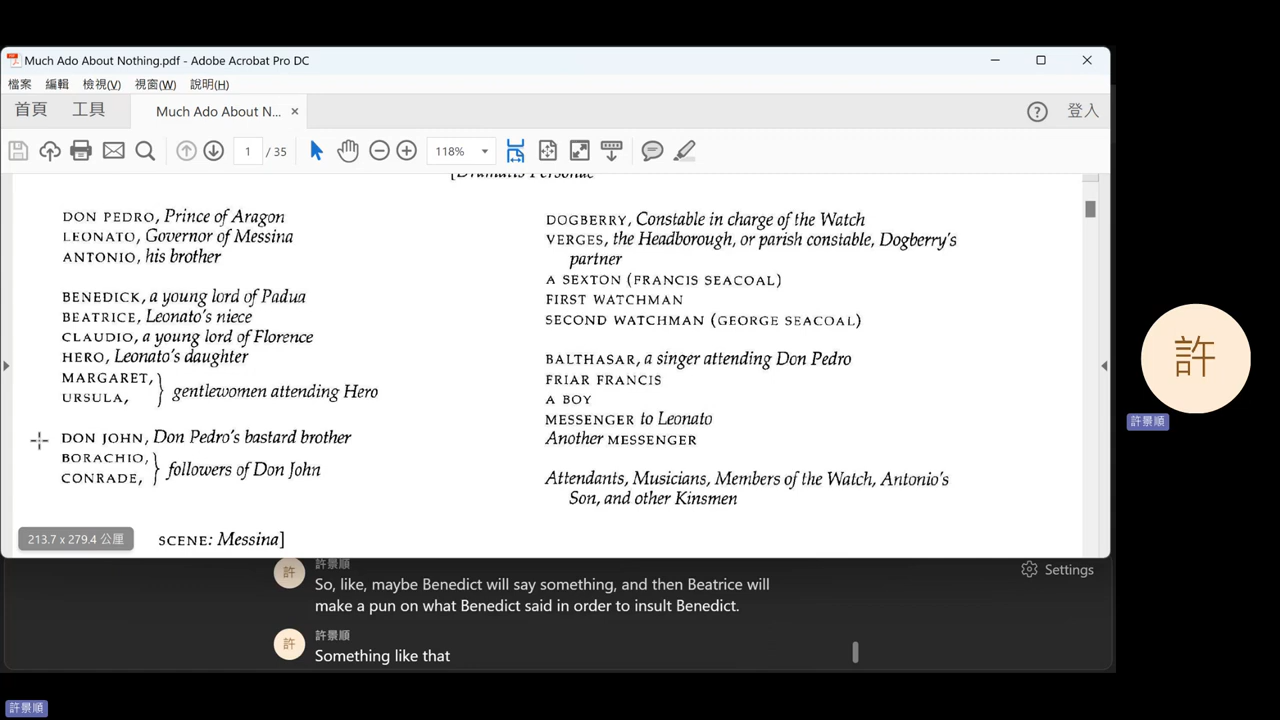 Much Ado About Nothing.pdf - Adobe Acrobat Pro DC
檔案 編輯 檢視(V) 視窗(W) 說明(H)
首頁 工具 Much Ado About N... × ? 登入
1 / 35 118%
[Dramatis Personae
DON PEDRO, Prince of Aragon
LEONATO, Governor of Messina
ANTONIO, his brother
BENEDICK, a young lord of Padua
BEATRICE, Leonato's niece
CLAUDIO, a young lord of Florence
HERO, Leonato's daughter
MARGARET,
URSULA,
} gentlewomen attending Hero
DON JOHN, Don Pedro's bastard brother
BORACHIO,
CONRADE,
} followers of Don John
SCENE: Messina]
DOGBERRY, Constable in charge of the Watch
VERGES, the Headborough, or parish constable, Dogberry's
partner
A SEXTON (FRANCIS SEACOAL)
FIRST WATCHMAN
SECOND WATCHMAN (GEORGE SEACOAL)
BALTHASAR, a singer attending Don Pedro
FRIAR FRANCIS
A BOY
MESSENGER to Leonato
Another MESSENGER
Attendants, Musicians, Members of the Watch, Antonio's
Son, and other Kinsmen
213.7 x 279.4 公厘
許
許景順
So, like, maybe Benedict will say something, and then Beatrice will
make a pun on what Benedict said in order to insult Benedict.
許
許景順
Something like that
Settings
許
許景順
許景順